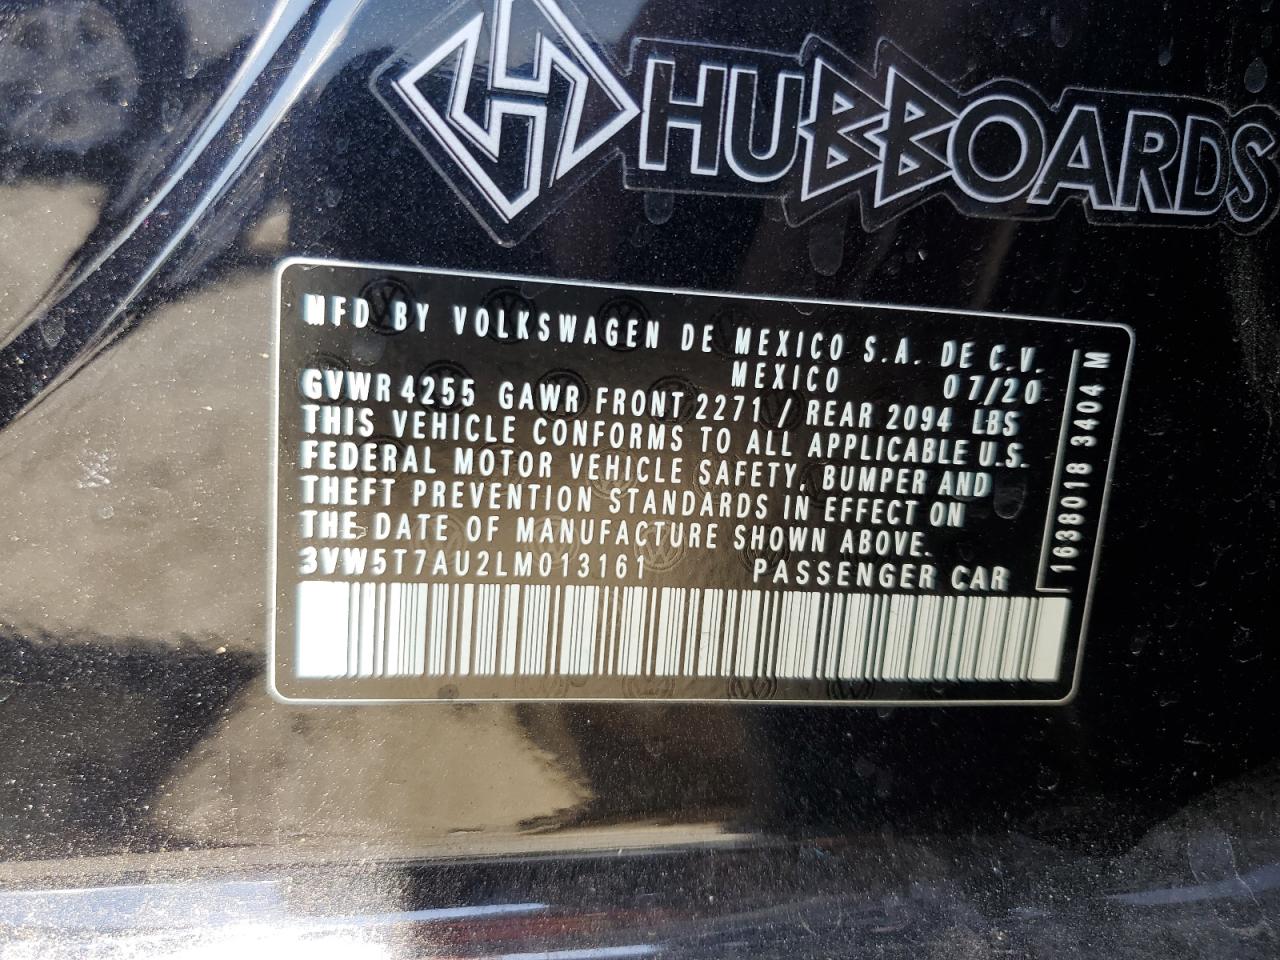 HUBBOARDS
MFD BY VOLKSWAGEN DE MEXICO S.A. DE C.V.
MEXICO 07/20
GVWR 4255 GAWR FRONT 2271 / REAR 2094 LBS
THIS VEHICLE CONFORMS TO ALL APPLICABLE U.S.
FEDERAL MOTOR VEHICLE SAFETY, BUMPER AND
THEFT PREVENTION STANDARDS IN EFFECT ON
THE DATE OF MANUFACTURE SHOWN ABOVE.
3VW5T7AU2LM013161 PASSENGER CAR
1638018 3404 M